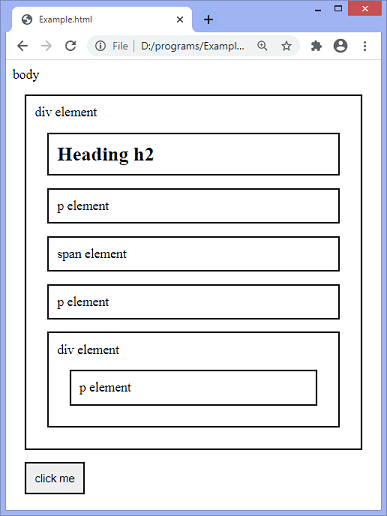 Example.html
File
D:/programs/Exampl...
body
div element
Heading h2
p element
span element
p element
div element
p element
click me